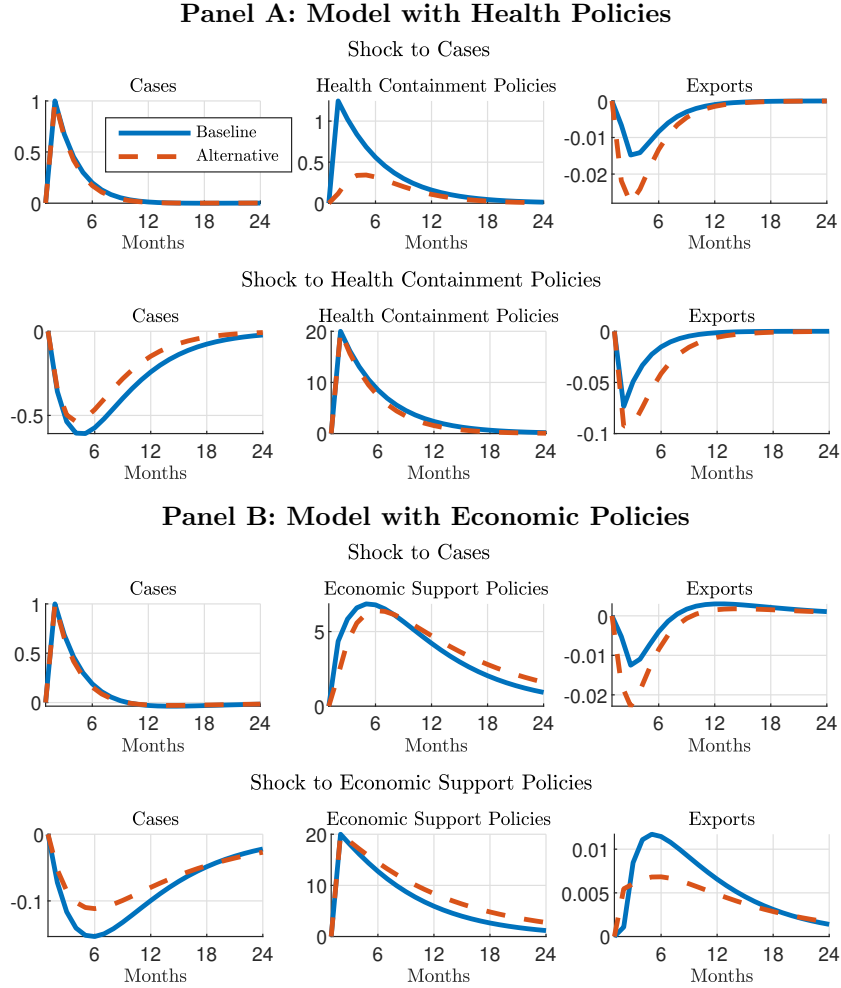 Panel A: Model with Health Policies
Shock to Cases
Cases
Health Containment Policies
Exports
1
0.5
0
6 12 18 24
Months
Baseline
Alternative
1
0.5
0
6 12 18 24
Months
0
-0.01
-0.02
6 12 18 24
Months
Shock to Health Containment Policies
Cases
Health Containment Policies
Exports
0
-0.5
6 12 18 24
Months
20
10
0
6 12 18 24
Months
0
-0.05
-0.1
6 12 18 24
Months
Panel B: Model with Economic Policies
Shock to Cases
Cases
Economic Support Policies
Exports
1
0.5
0
6 12 18 24
Months
5
0
6 12 18 24
Months
0
-0.01
-0.02
6 12 18 24
Months
Shock to Economic Support Policies
Cases
Economic Support Policies
Exports
0
-0.1
6 12 18 24
Months
20
10
0
6 12 18 24
Months
0.01
0.005
0
6 12 18 24
Months